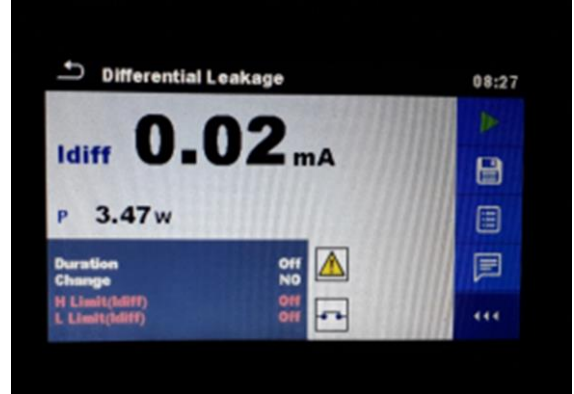 Differential Leakage 08:27
Idiff 0.02 mA
P 3.47 W
Duration Off
Change NO
H Limit(Idiff) Off
L Limit(Idiff) Off